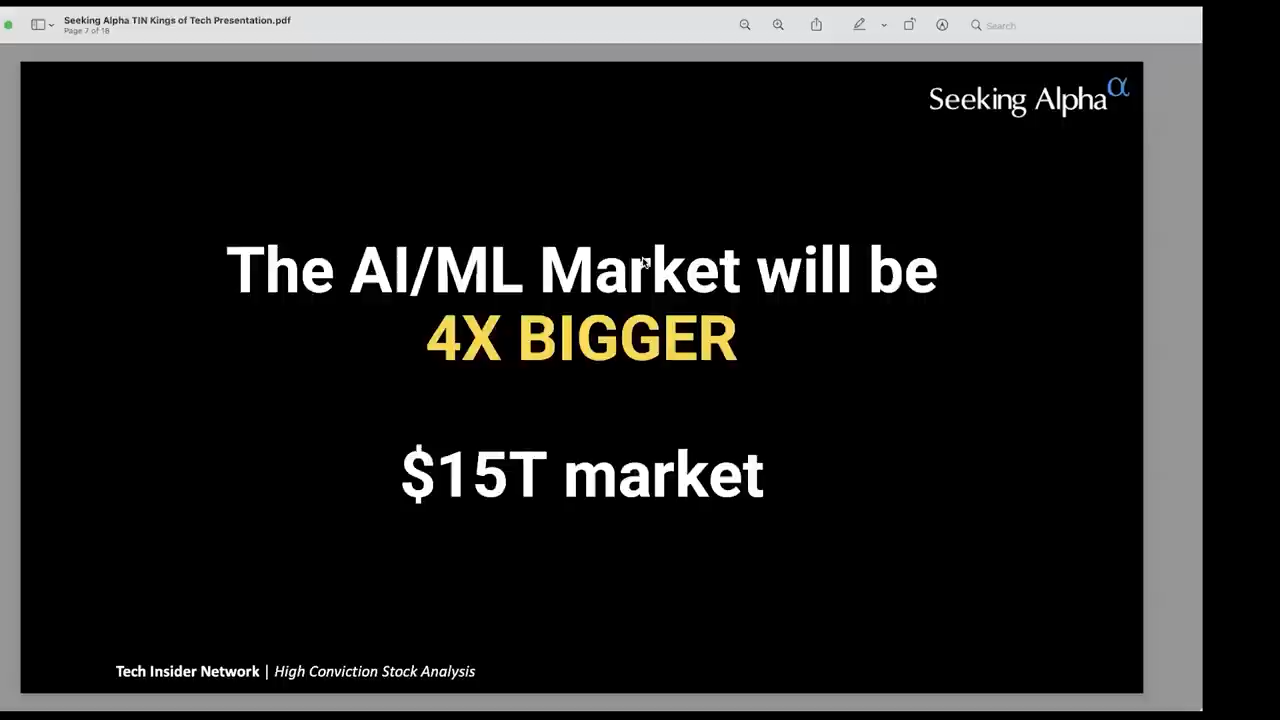 Seeking Alpha TIN Kings of Tech Presentation.pdf
Page 7 of 18
Search
Seeking Alpha α
The AI/ML Market will be
4X BIGGER
$15T market
Tech Insider Network | High Conviction Stock Analysis